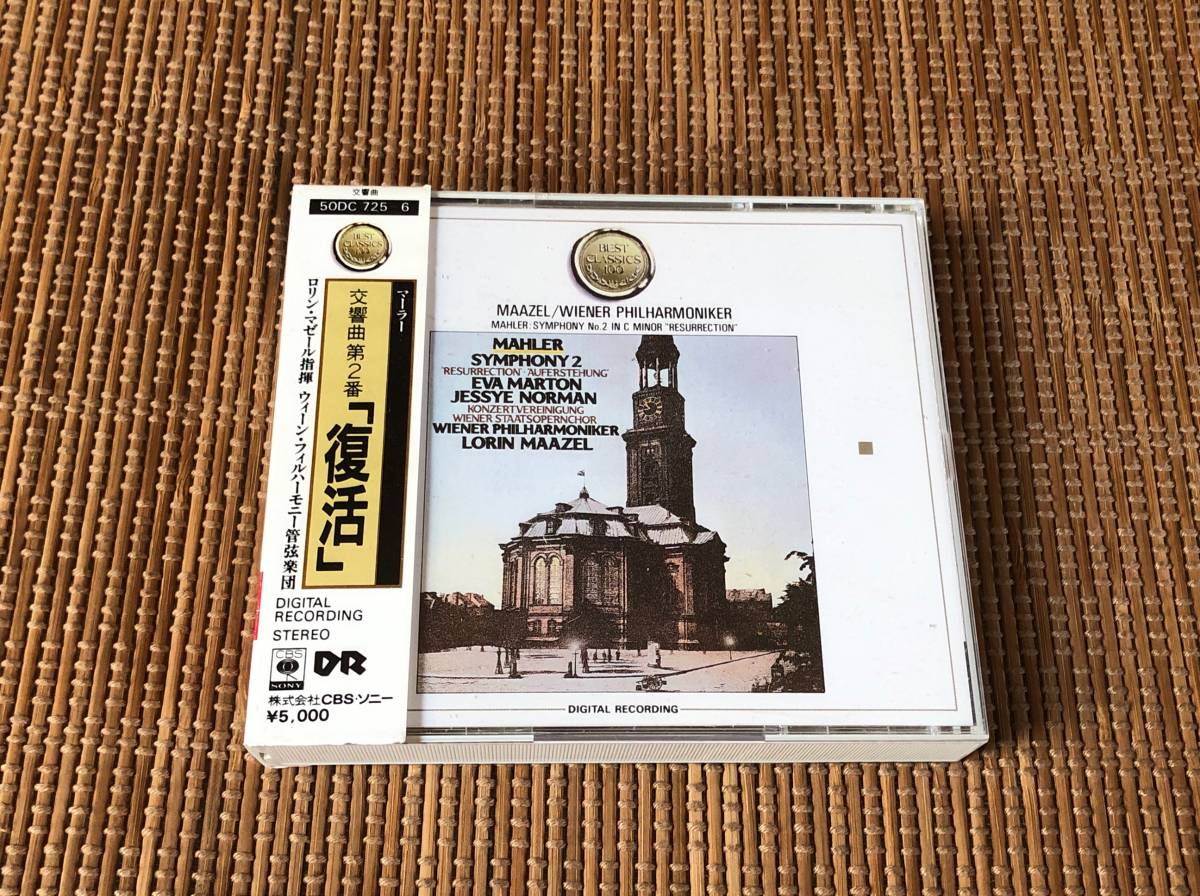 交響曲
50DC 725 6
BEST
CLASSICS
100
マーラー
交響曲第2番
「復活」
ロリン・マゼール指揮 ウィーン・フィルハーモニー管弦楽団
DIGITAL
RECORDING
STEREO
CBS
SONY
DR
株式会社CBS・ソニー
¥5,000
BEST
CLASSICS
100
MAAZEL/WIENER PHILHARMONIKER
MAHLER: SYMPHONY No.2 IN C MINOR "RESURRECTION"
MAHLER
SYMPHONY 2
"RESURRECTION"·"AUFERSTEHUNG"
EVA MARTON
JESSYE NORMAN
KONZERTVEREINIGUNG
WIENER STAATSOPERNCHOR
WIENER PHILHARMONIKER
LORIN MAAZEL
DIGITAL RECORDING